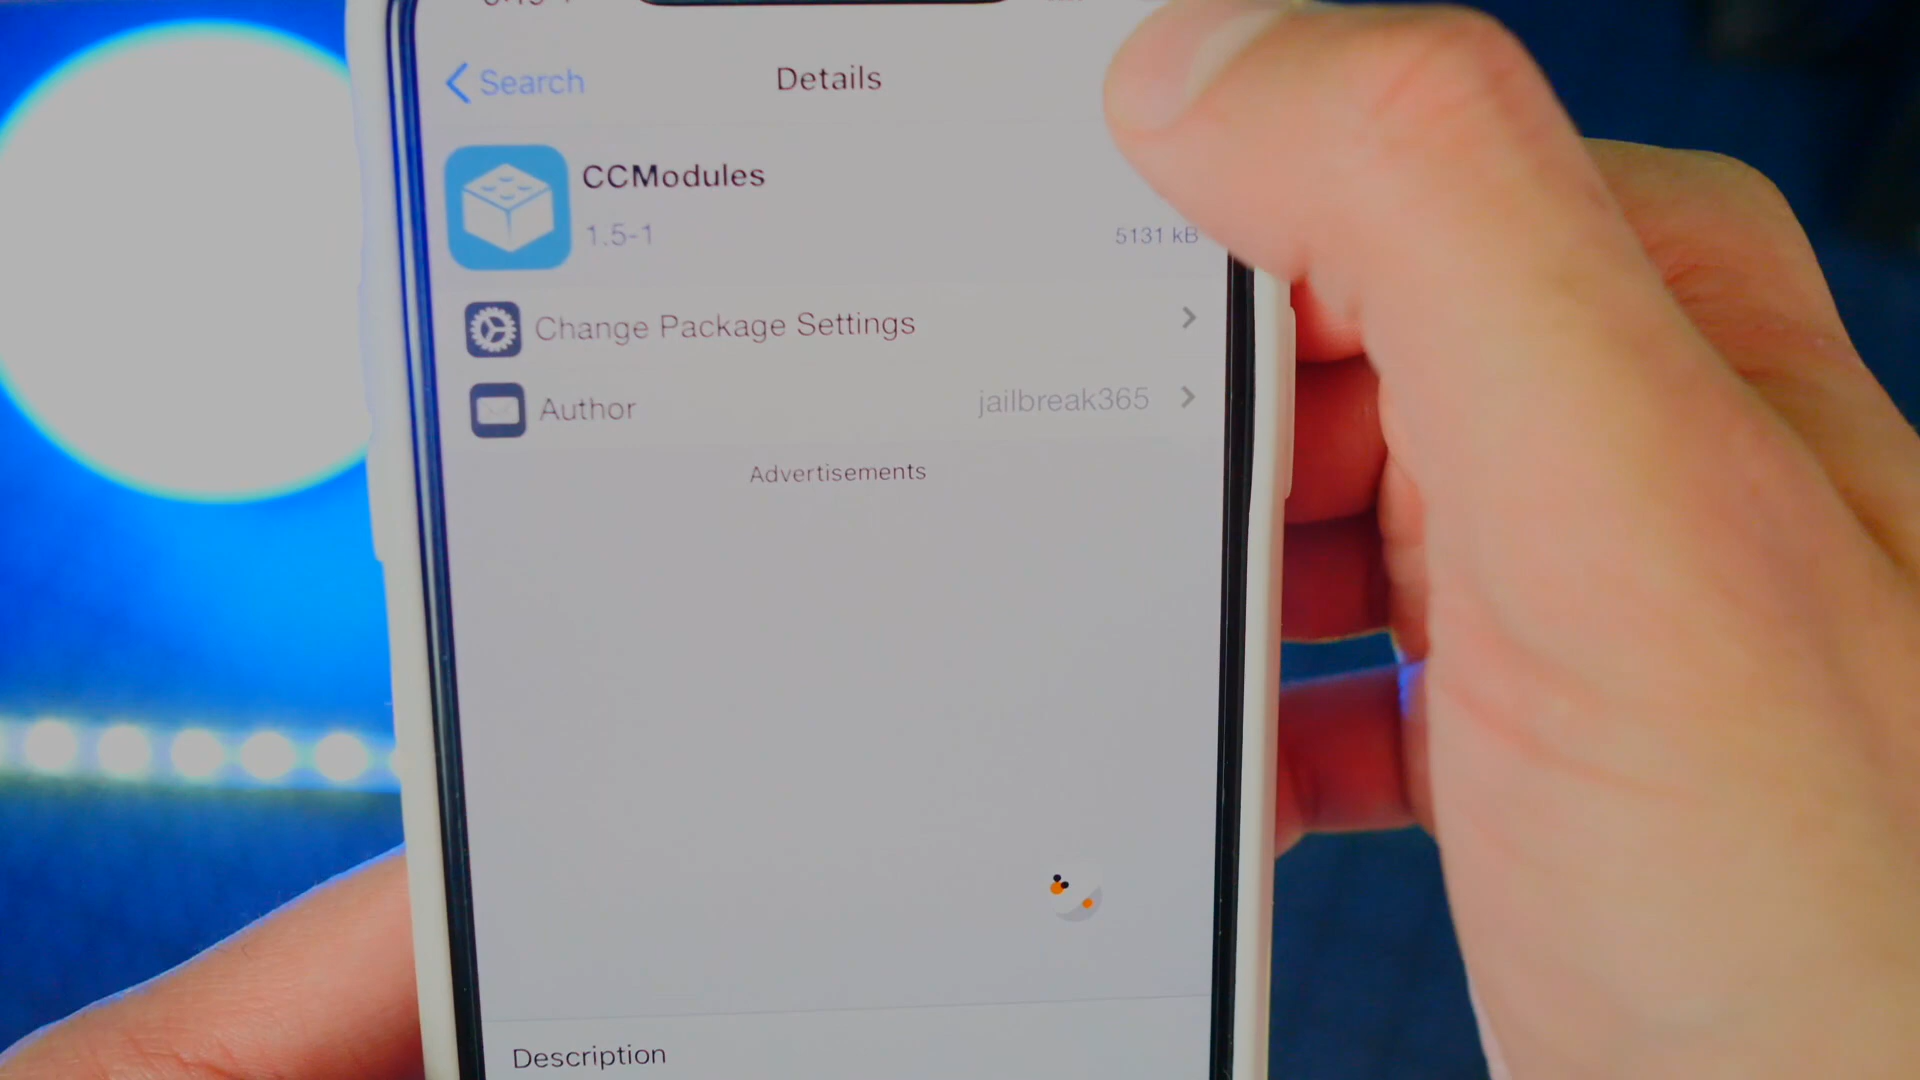 Search
Details
CCModules
1.5-1
5131 kB
Change Package Settings
Author
jailbreak365
Advertisements
Description